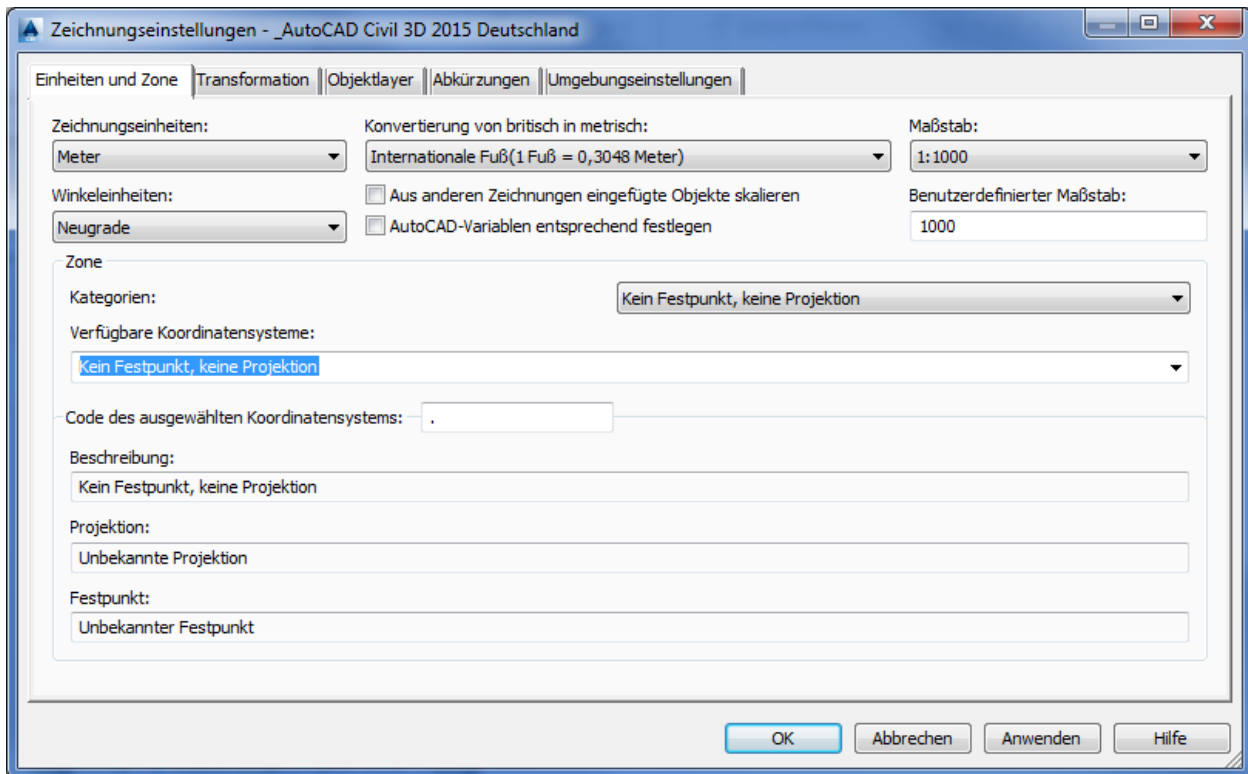 Zeichnungseinstellungen - _AutoCAD Civil 3D 2015 Deutschland
Einheiten und Zone Transformation Objektlayer Abkürzungen Umgebungseinstellungen
Zeichnungseinheiten: Konvertierung von britisch in metrisch: Maßstab:
Meter Internationale Fuß(1 Fuß = 0,3048 Meter) 1:1000
Winkeleinheiten: Aus anderen Zeichnungen eingefügte Objekte skalieren Benutzerdefinierter Maßstab:
Neugrade AutoCAD-Variablen entsprechend festlegen 1000
Zone
Kategorien: Kein Festpunkt, keine Projektion
Verfügbare Koordinatensysteme:
Kein Festpunkt, keine Projektion
Code des ausgewählten Koordinatensystems: .
Beschreibung:
Kein Festpunkt, keine Projektion
Projektion:
Unbekannte Projektion
Festpunkt:
Unbekannter Festpunkt
OK Abbrechen Anwenden Hilfe